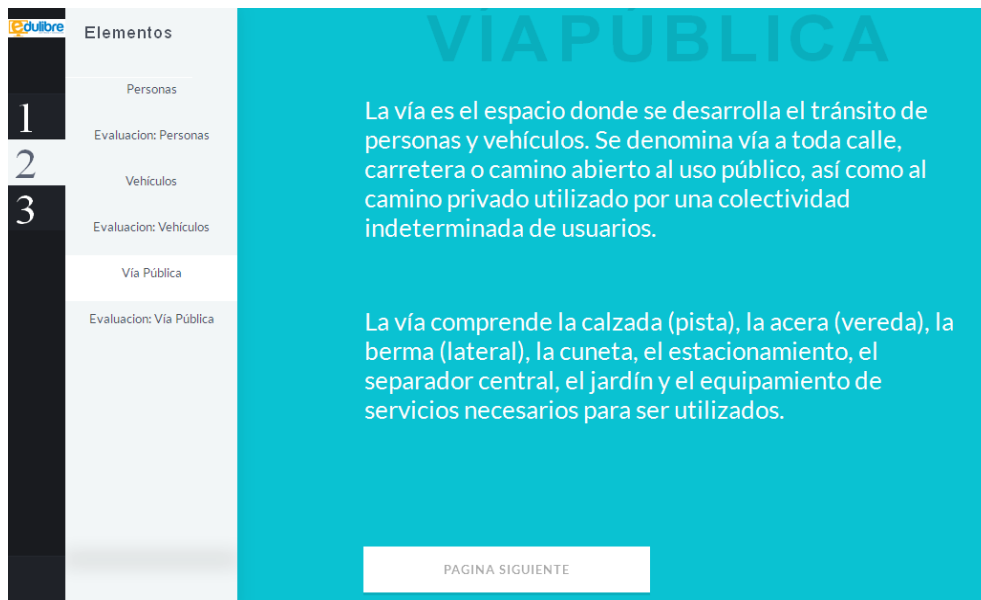 edulibre
Elementos
1
2
3
Personas
Evaluacion: Personas
Vehículos
Evaluacion: Vehículos
Vía Pública
Evaluacion: Vía Pública
VÍAPÚBLICA
La vía es el espacio donde se desarrolla el tránsito de
personas y vehículos. Se denomina vía a toda calle,
carretera o camino abierto al uso público, así como al
camino privado utilizado por una colectividad
indeterminada de usuarios.
La vía comprende la calzada (pista), la acera (vereda), la
berma (lateral), la cuneta, el estacionamiento, el
separador central, el jardín y el equipamiento de
servicios necesarios para ser utilizados.
PAGINA SIGUIENTE